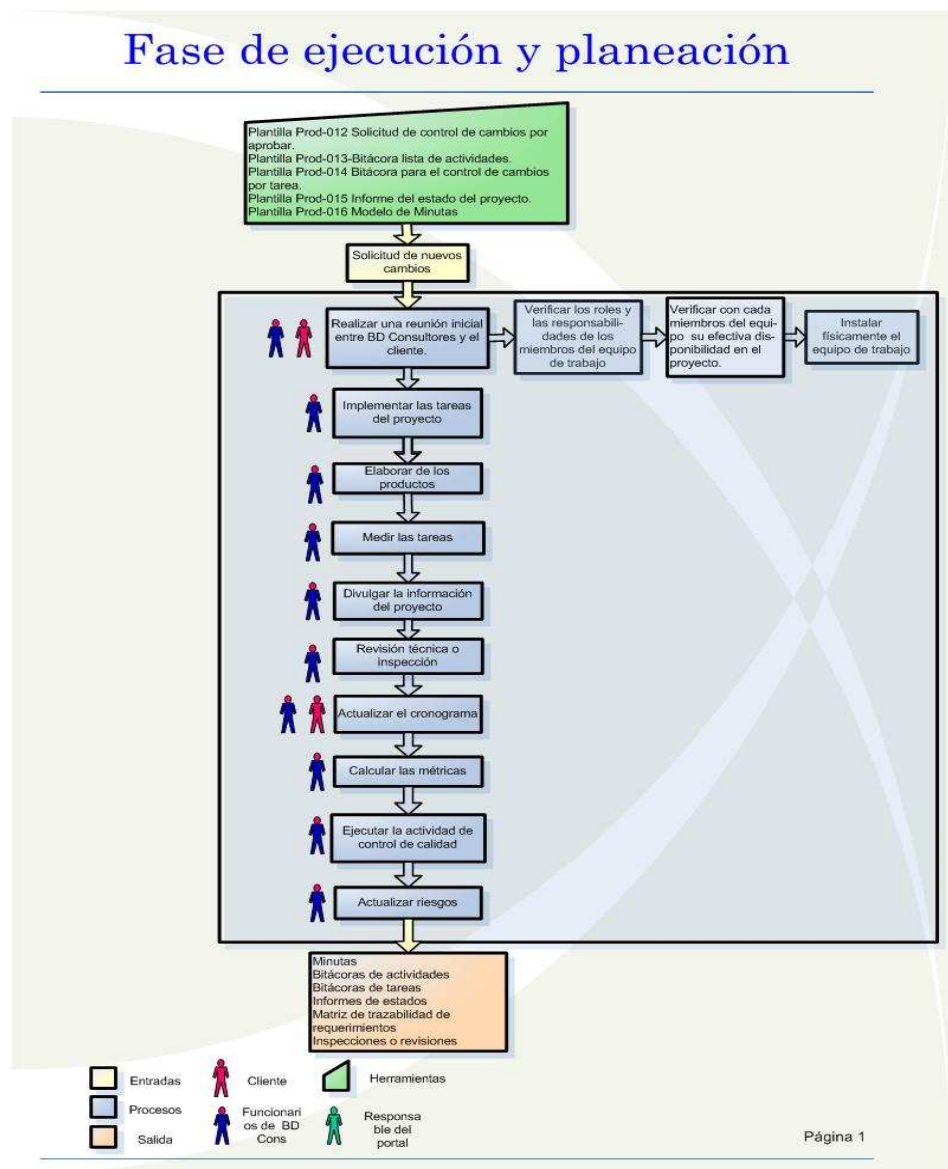 Fase de ejecución y planeación
Plantilla Prod-012 Solicitud de control de cambios por
aprobar.
Plantilla Prod-013-Bitácora lista de actividades.
Plantilla Prod-014 Bitácora para el control de cambios
por tarea.
Plantilla Prod-015 Informe del estado del proyecto.
Plantilla Prod-016 Modelo de Minutas
Solicitud de nuevos
cambios
Realizar una reunión inicial
entre BD Consultores y el
cliente.
Verificar los roles y
las responsabili-
dades de los
miembros del equipo
de trabajo
Verificar con cada
miembros del equi-
po su efectiva dis-
ponibilidad en el
proyecto.
Instalar
físicamente el
equipo de trabajo
Implementar las tareas
del proyecto
Elaborar de los
productos
Medir las tareas
Divulgar la información
del proyecto
Revisión técnica o
inspección
Actualizar el cronograma
Calcular las métricas
Ejecutar la actividad de
control de calidad
Actualizar riesgos
Minutas
Bitácoras de actividades
Bitácoras de tareas
Informes de estados
Matriz de trazabilidad de
requerimientos
Inspecciones o revisiones
Entradas
Cliente
Herramientas
Procesos
Funcionari
os de BD
Cons
Responsa
ble del
portal
Salida
Página 1